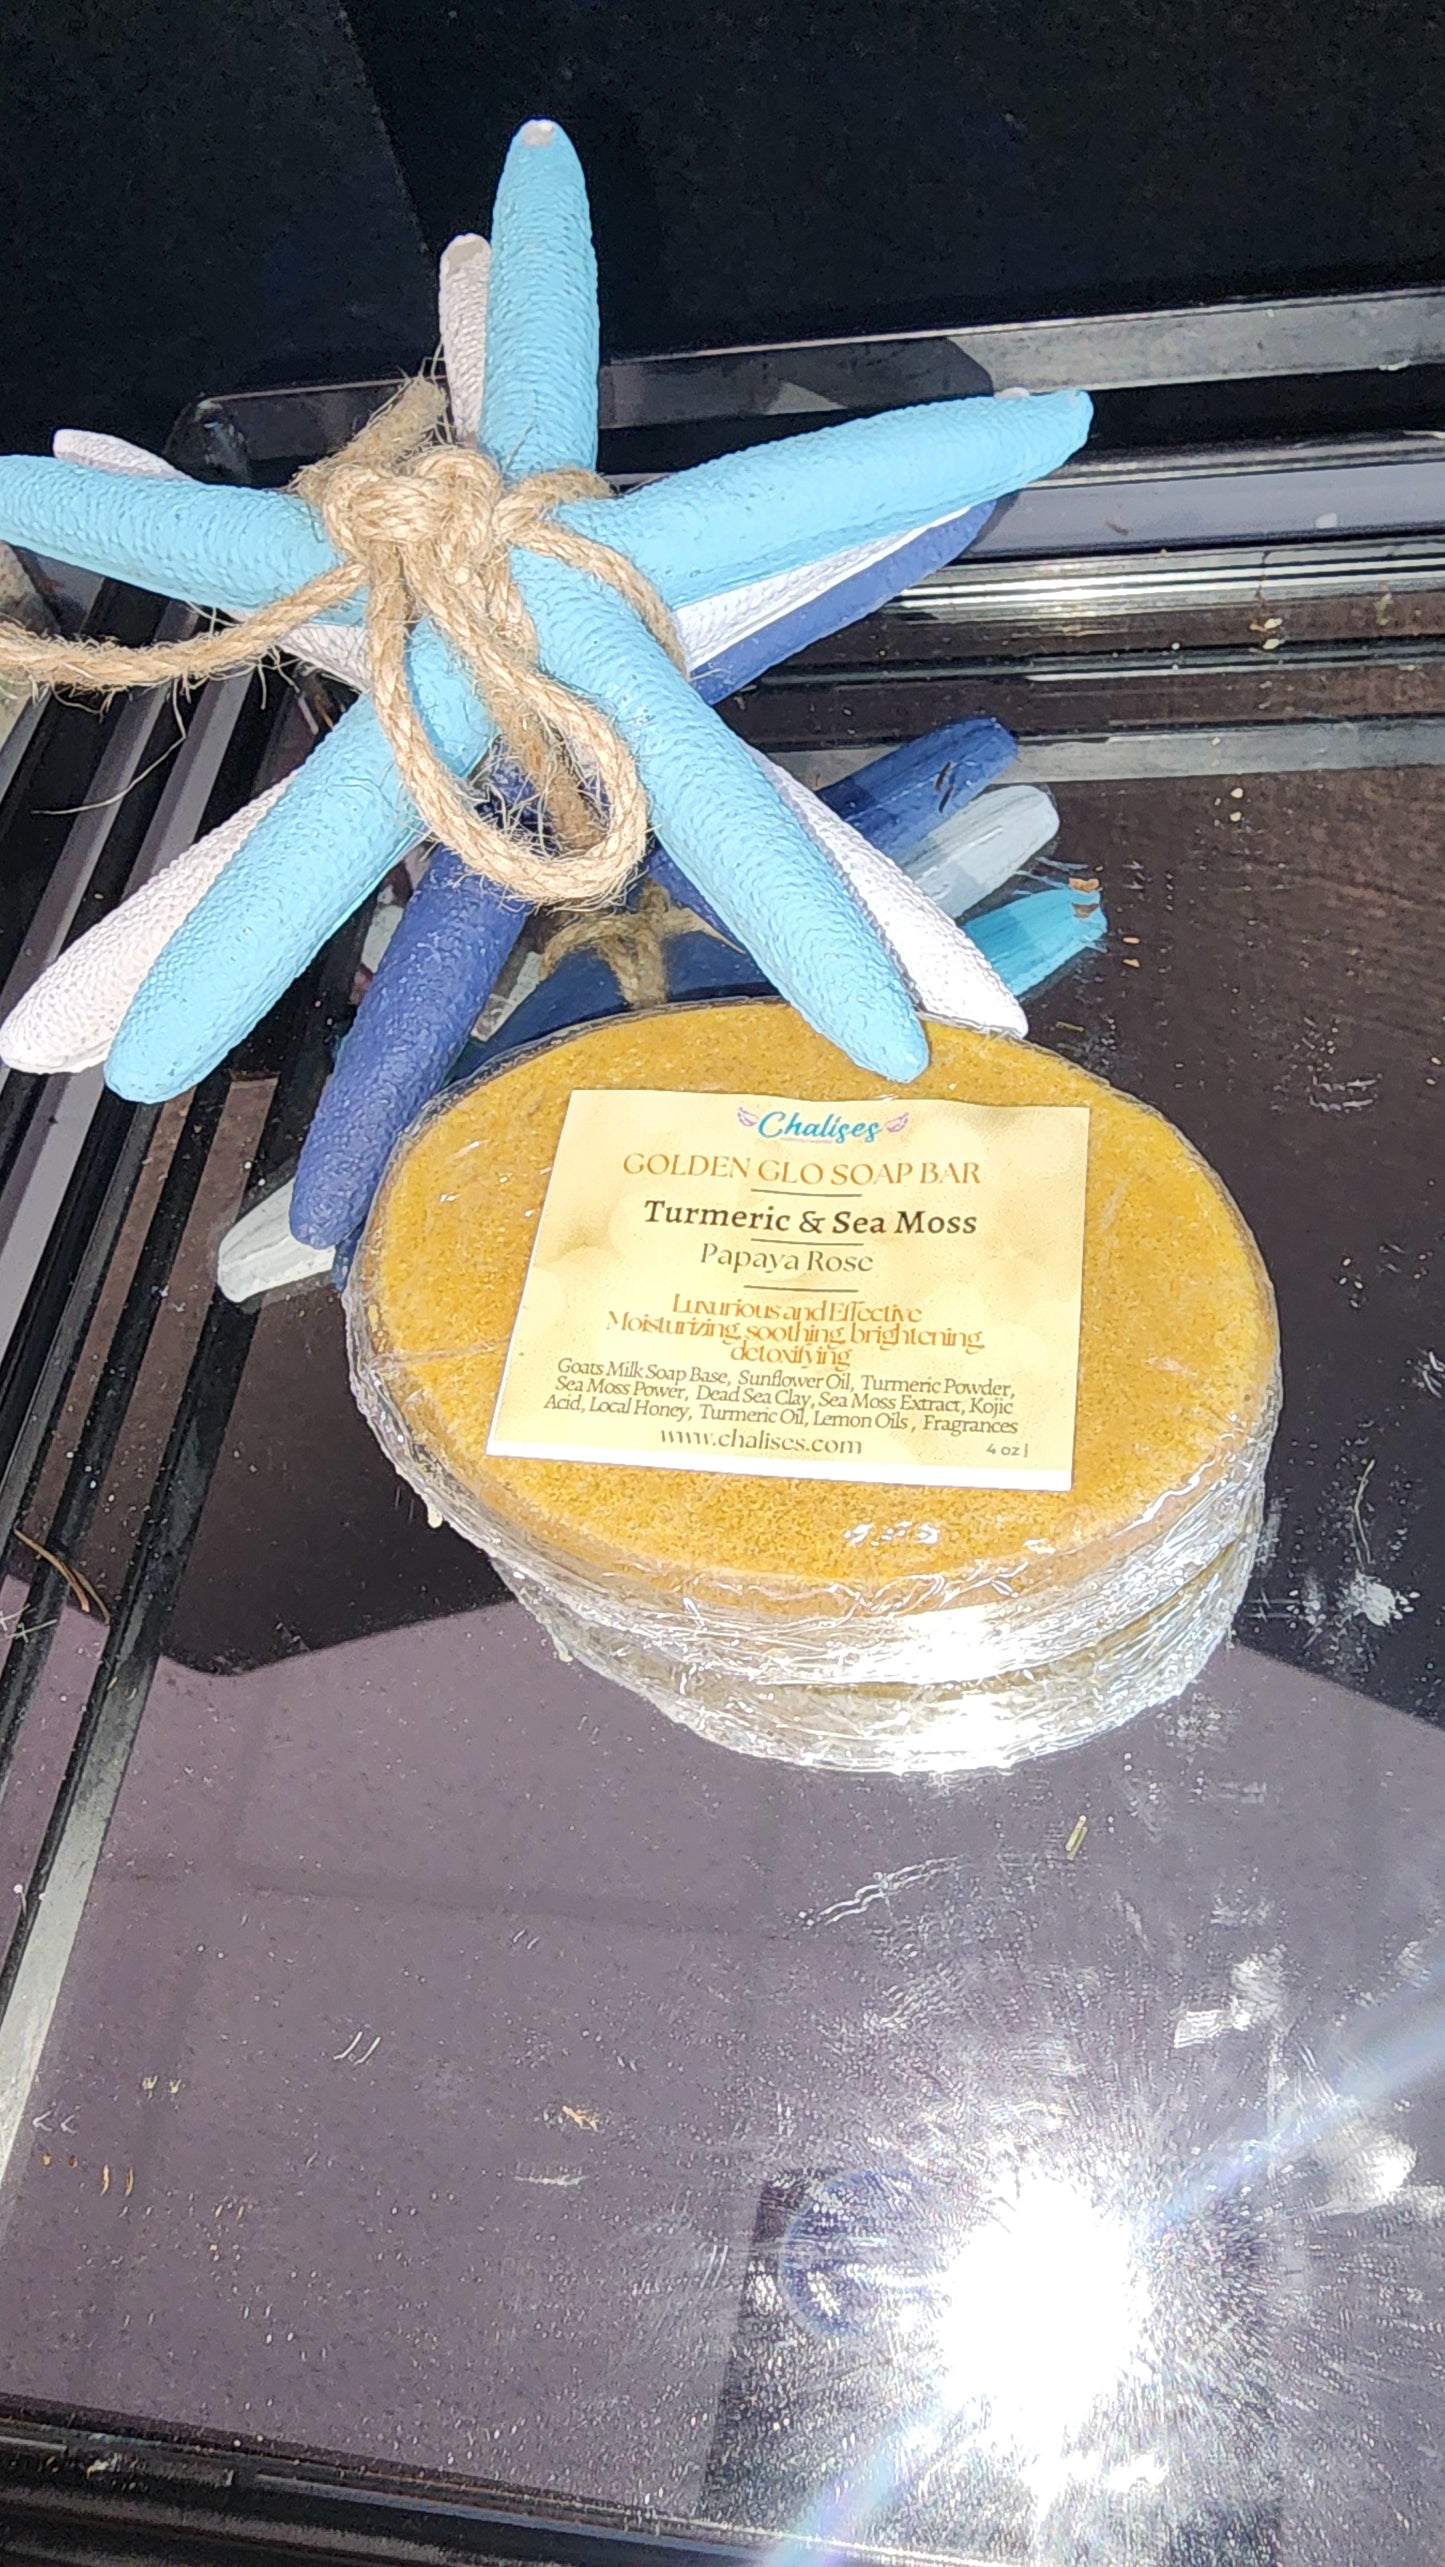 Chalises
GOLDEN GLO SOAP BAR
Turmeric & Sea Moss
Papaya Rose
Luxurious and Effective
Moisturizing, soothing, brightening,
detoxifying
Goats Milk Soap Base, Sunflower Oil, Turmeric Powder,
Sea Moss Power, Dead Sea Clay, Sea Moss Extract, Kojic
Acid, Local Honey, Turmeric Oil, Lemon Oils , Fragrances
www.chalises.com
4 oz |